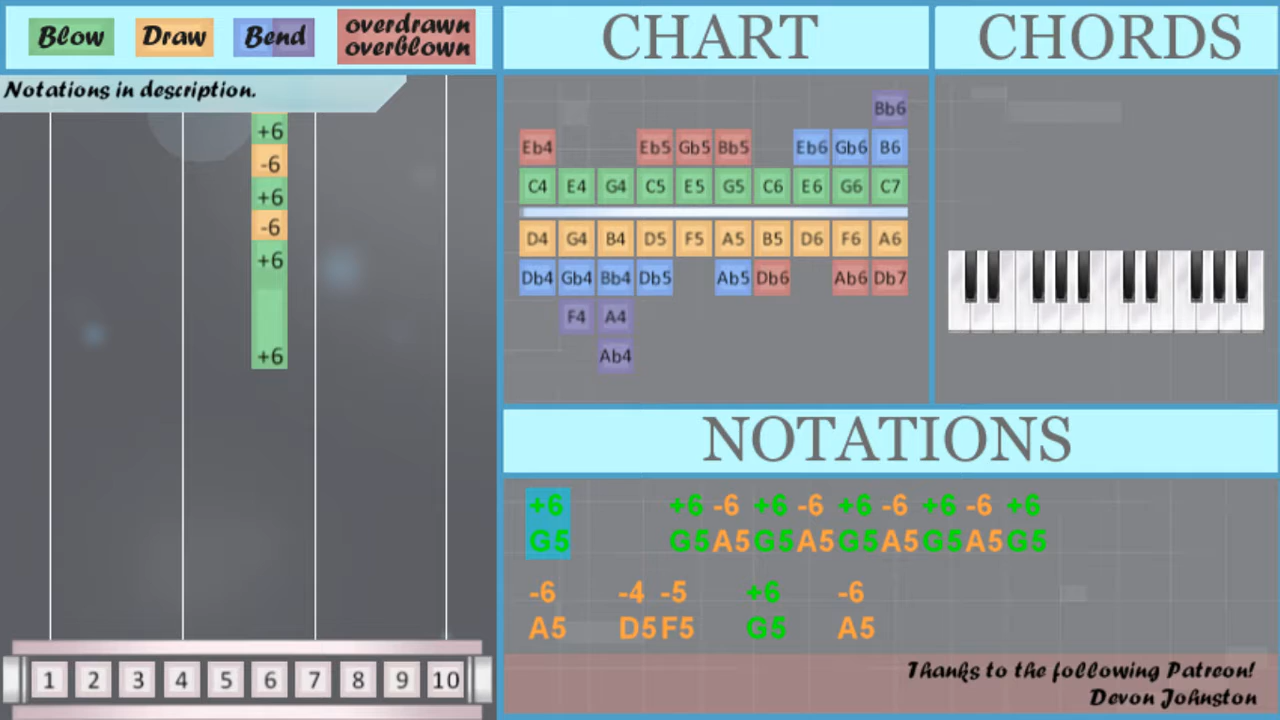 Blow Draw Bend overdrawn overblown
Notations in description.
+6
-6
+6
-6
+6
+6
1 2 3 4 5 6 7 8 9 10
CHART
Bb6
Eb4 Eb5 Gb5 Bb5 Eb6 Gb6 B6
C4 E4 G4 C5 E5 G5 C6 E6 G6 C7
D4 G4 B4 D5 F5 A5 B5 D6 F6 A6
Db4 Gb4 Bb4 Db5 Ab5 Db6 Ab6 Db7
F4 A4
Ab4
CHORDS
NOTATIONS
+6 +6 -6 +6 -6 +6 -6 +6 -6 +6
G5 G5 A5 G5 A5 G5 A5 G5 A5 G5
-6 -4 -5 +6 -6
A5 D5 F5 G5 A5
Thanks to the following Patreon!
Devon Johnston